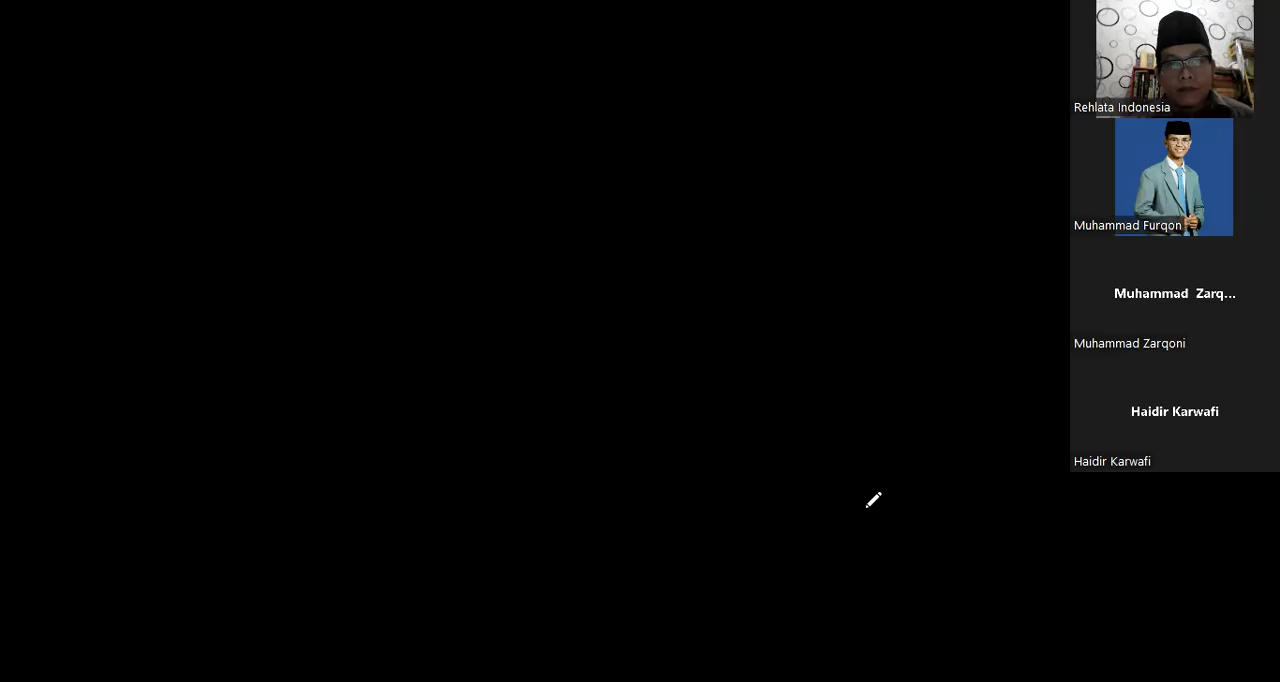 Rehlata Indonesia
Muhammad Furqon
Muhammad Zarq...
Muhammad Zarqoni
Haidir Karwafi
Haidir Karwafi